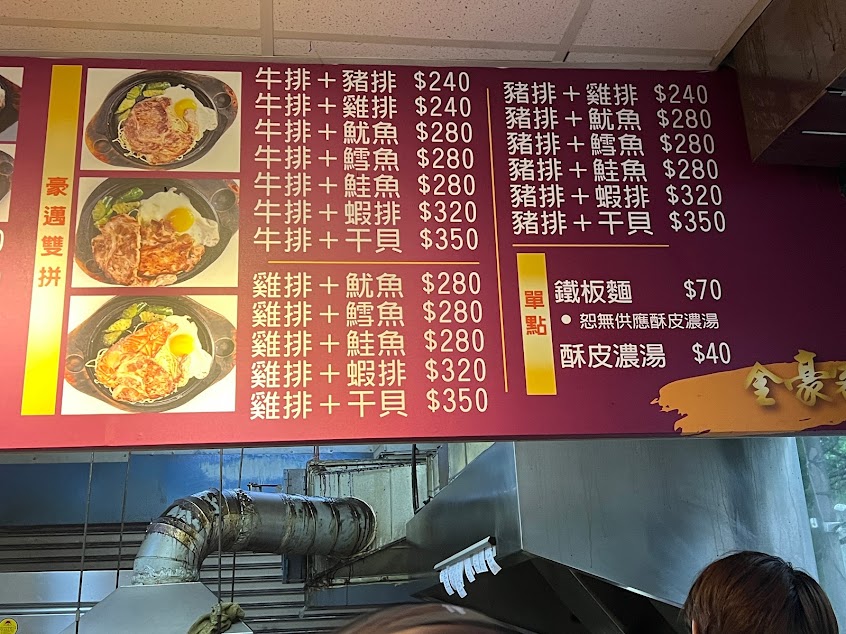 豪邁雙拼
牛排＋豬排 $240
牛排＋雞排 $240
牛排＋魷魚 $280
牛排＋鱈魚 $280
牛排＋鮭魚 $280
牛排＋蝦排 $320
牛排＋干貝 $350
雞排＋魷魚 $280
雞排＋鱈魚 $280
雞排＋鮭魚 $280
雞排＋蝦排 $320
雞排＋干貝 $350
豬排＋雞排 $240
豬排＋魷魚 $280
豬排＋鱈魚 $280
豬排＋鮭魚 $280
豬排＋蝦排 $320
豬排＋干貝 $350
單點
鐵板麵 $70
● 恕無供應酥皮濃湯
酥皮濃湯 $40
金豪